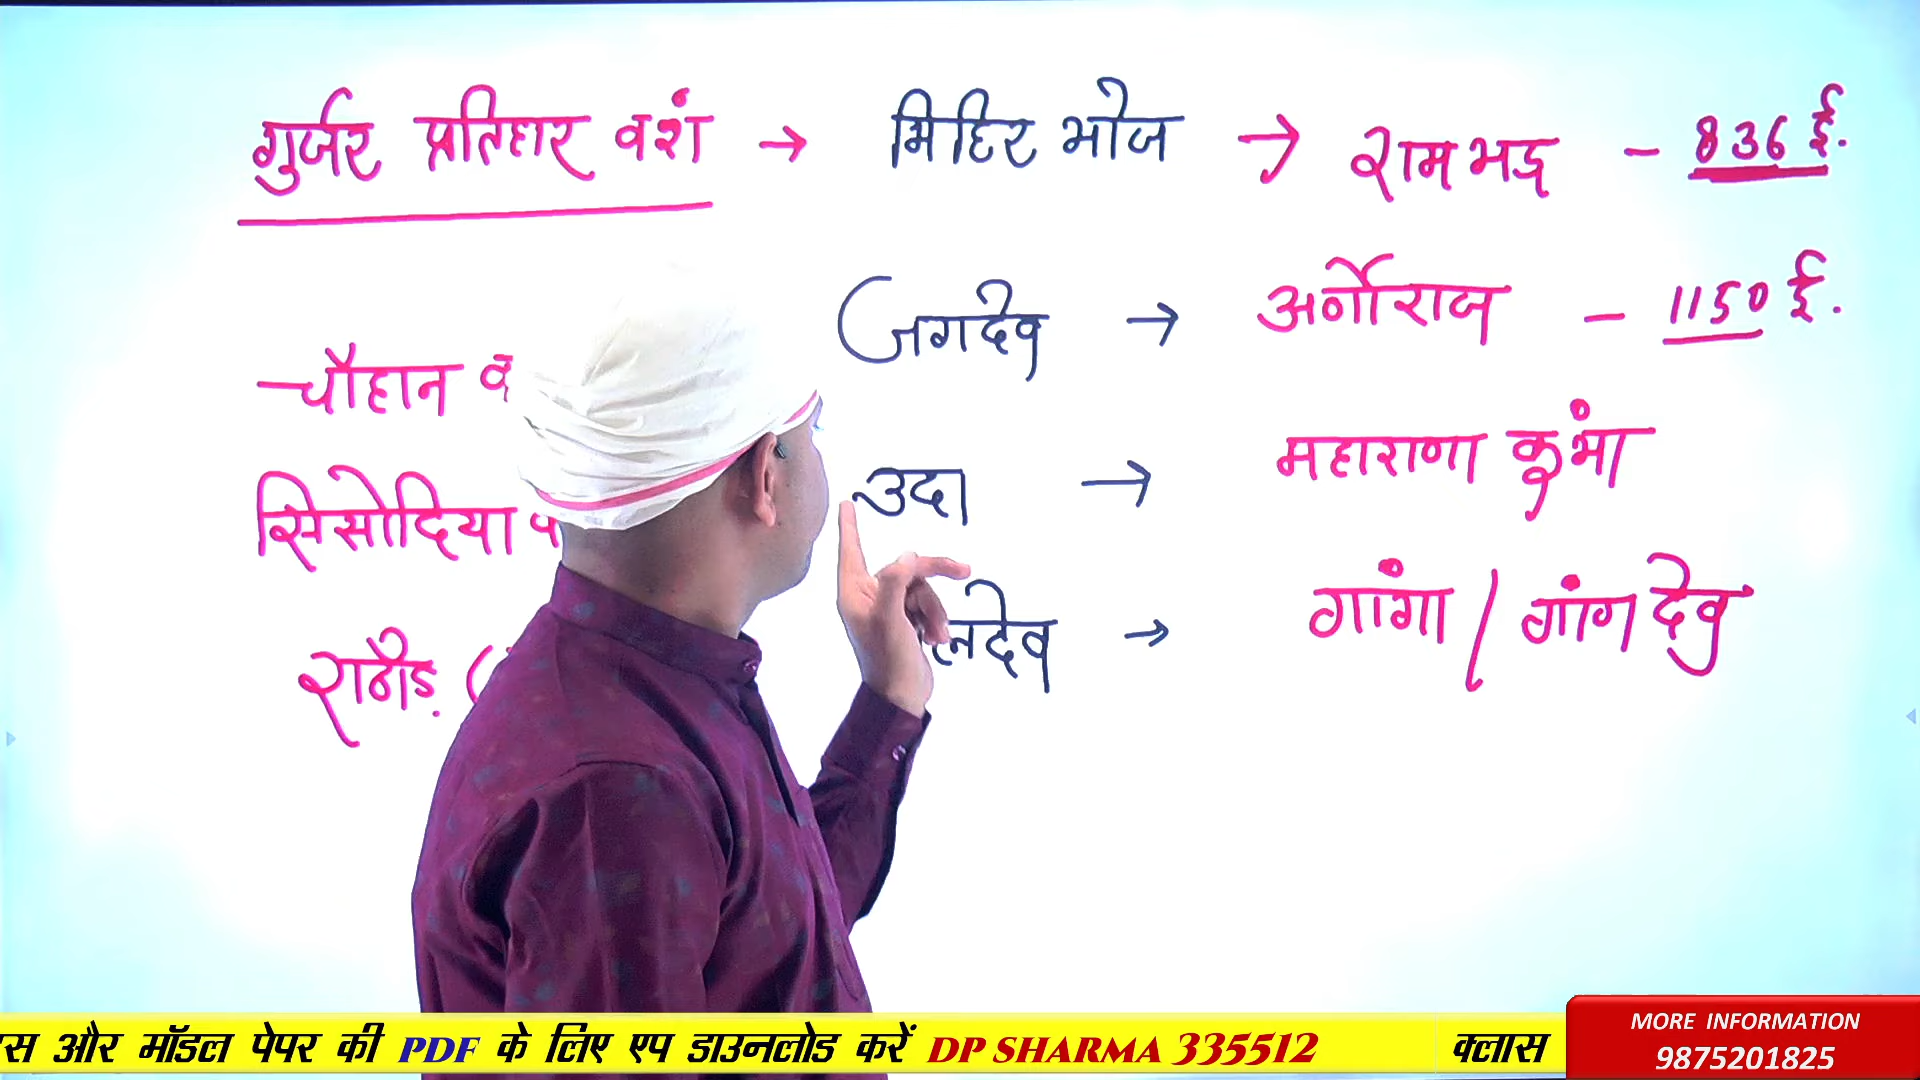 गुर्जर प्रतिहार वंश → मिहिर भोज → रामभद्र - 836 ई.
जगदेव → अर्णोराज - 1150 ई.
चौहान
उदा → महाराणा कुंभा
सिसोदिया
लदेव → गांगा / गांग देव
राठौड़ (
स और मॉडल पेपर की PDF के लिए एप डाउनलोड करें DP SHARMA 335512 क्लास
MORE INFORMATION
9875201825